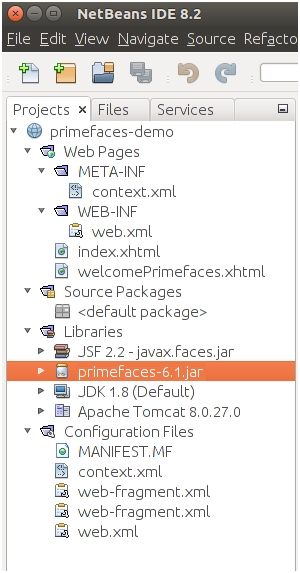 NetBeans IDE 8.2
File Edit View Navigate Source Refacto
Projects × Files Services
primefaces-demo
Web Pages
META-INF
context.xml
WEB-INF
web.xml
index.xhtml
welcomePrimefaces.xhtml
Source Packages
<default package>
Libraries
JSF 2.2 - javax.faces.jar
primefaces-6.1.jar
JDK 1.8 (Default)
Apache Tomcat 8.0.27.0
Configuration Files
MANIFEST.MF
context.xml
web-fragment.xml
web-fragment.xml
web.xml